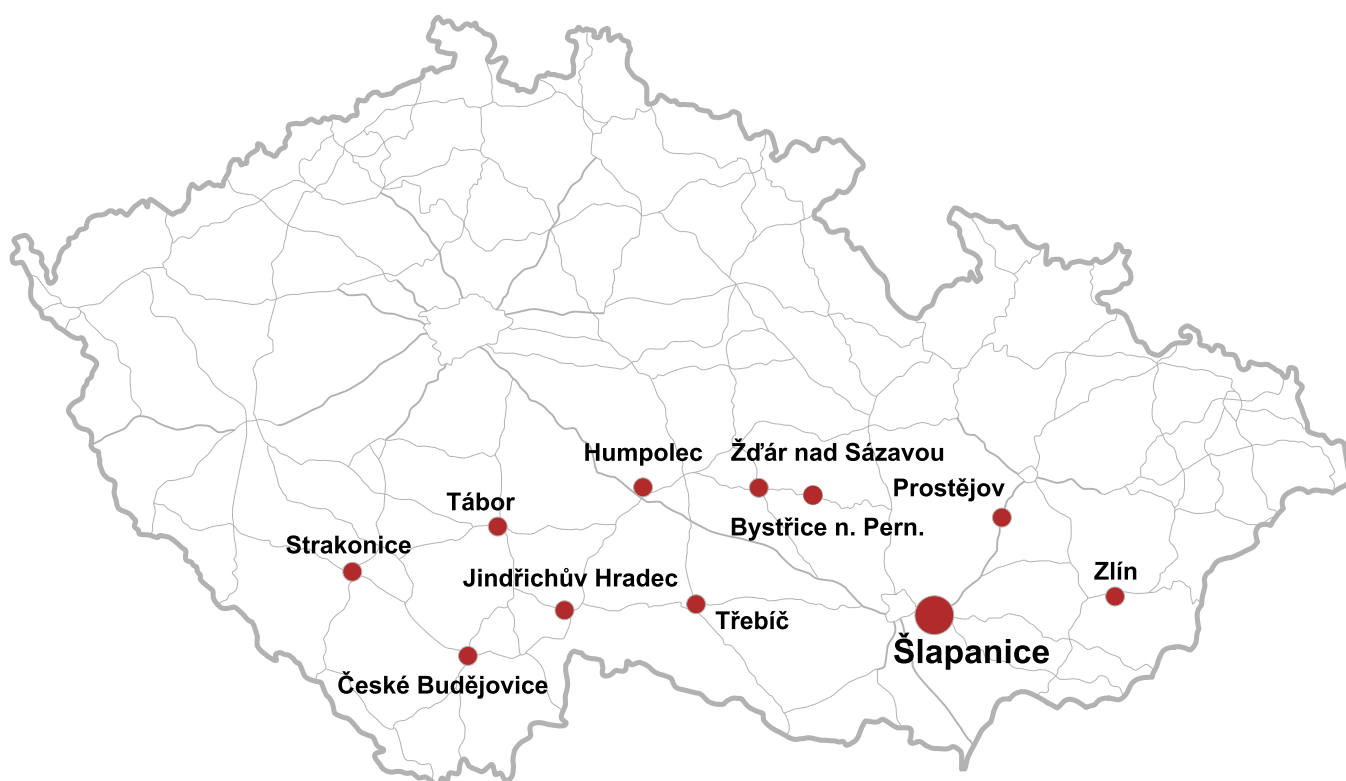 Humpolec
Žďár nad Sázavou
Prostějov
Tábor
Bystřice n. Pern.
Strakonice
Jindřichův Hradec
Zlín
Třebíč
Šlapanice
České Budějovice